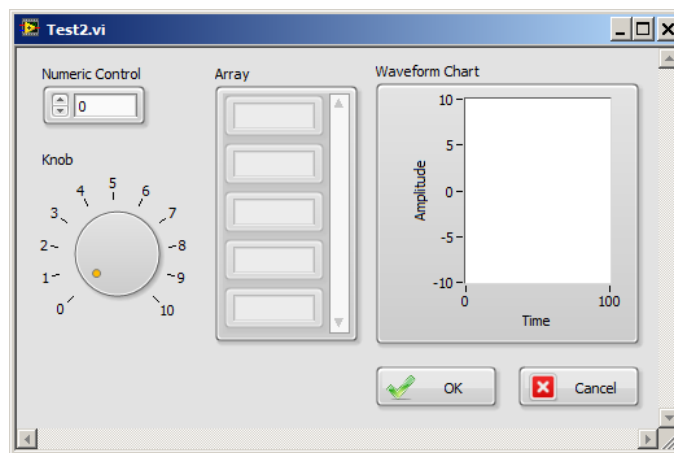 Test2.vi
Numeric Control
0
Array
Waveform Chart
Knob
0
1
2
3
4
5
6
7
8
9
10
Amplitude
10
5
0
-5
-10
0
100
Time
OK
Cancel